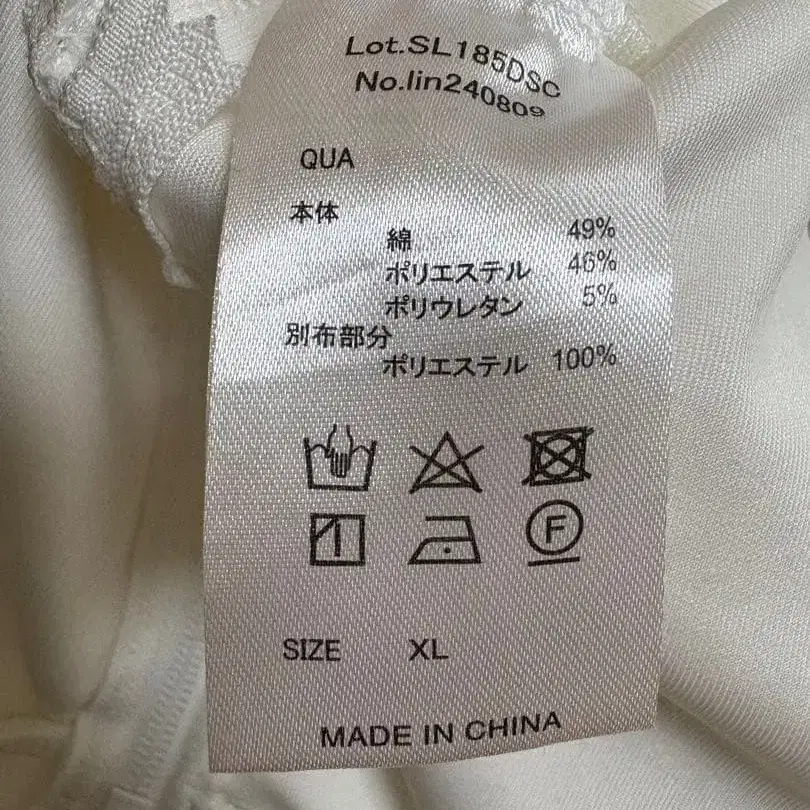 Lot.SL185DSC
No.lin240809
QUA
本体
綿 49%
ポリエステル 46%
ポリウレタン 5%
別布部分
ポリエステル 100%
F
SIZE XL
MADE IN CHINA